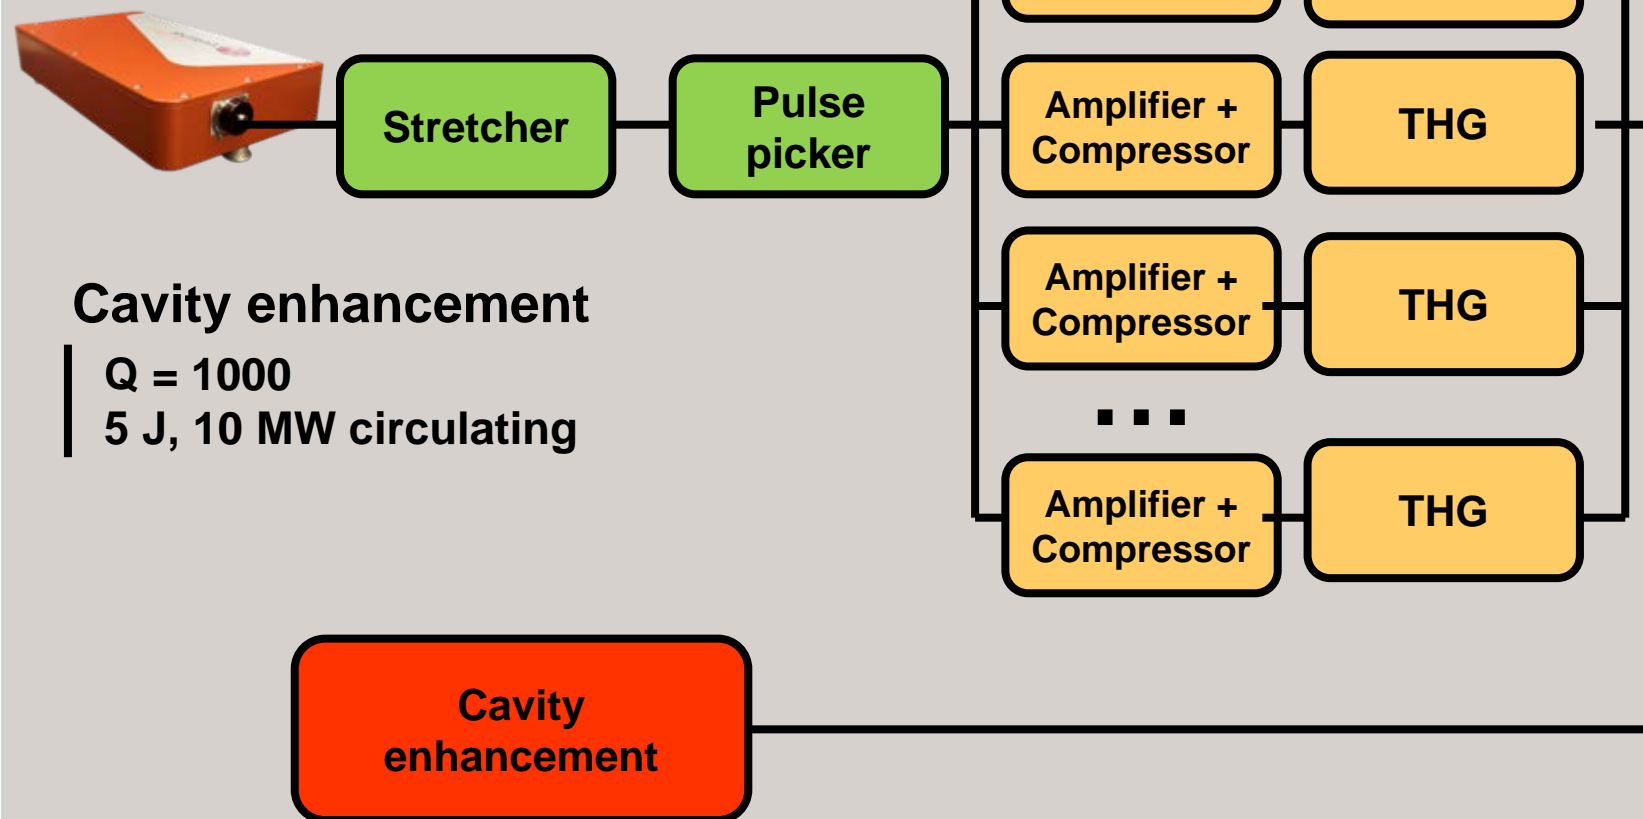 Stretcher
Pulse
picker
Amplifier +
Compressor
THG
Amplifier +
Compressor
THG
Cavity enhancement
Q = 1000
5 J, 10 MW circulating
...
Amplifier +
Compressor
THG
Cavity
enhancement